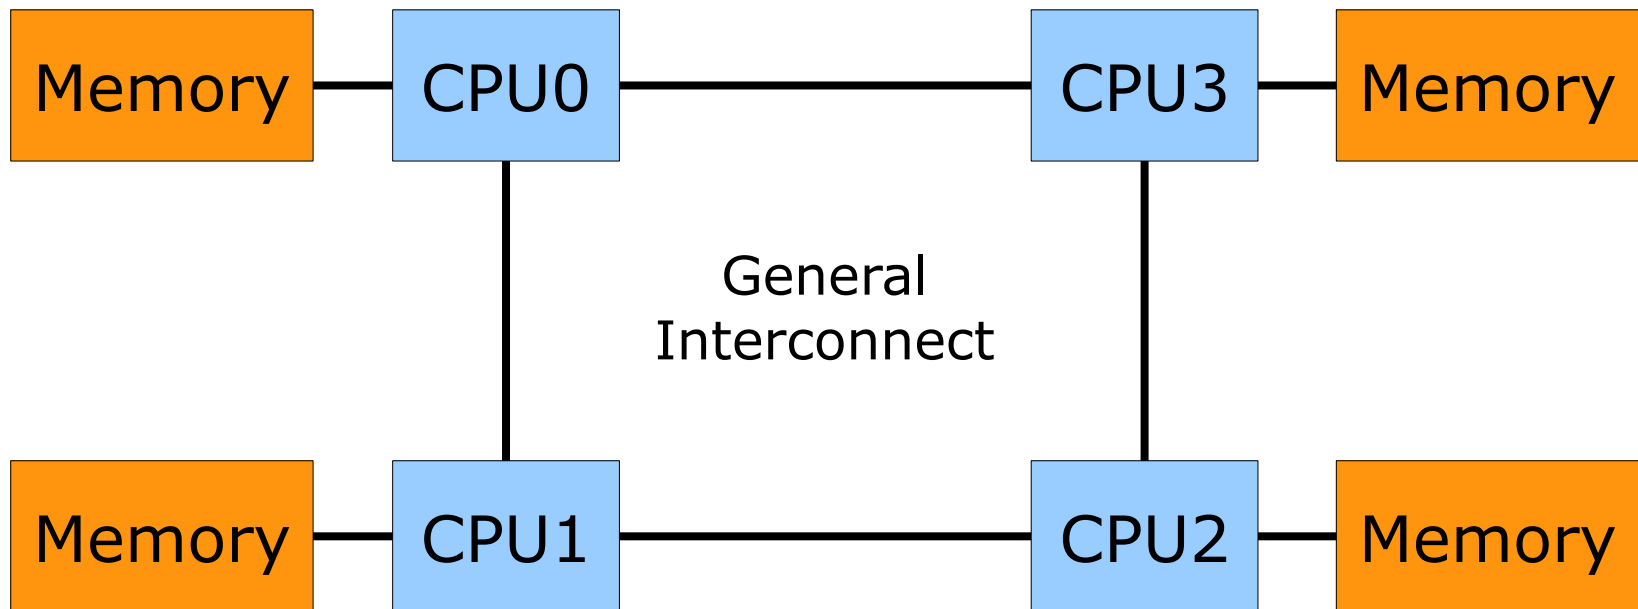 Memory
CPU0
CPU3
Memory
General
Interconnect
Memory
CPU1
CPU2
Memory